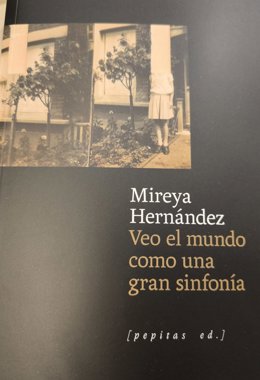 Mireya
Hernández
Veo el mundo
como una
gran sinfonía
[pepitas ed.]